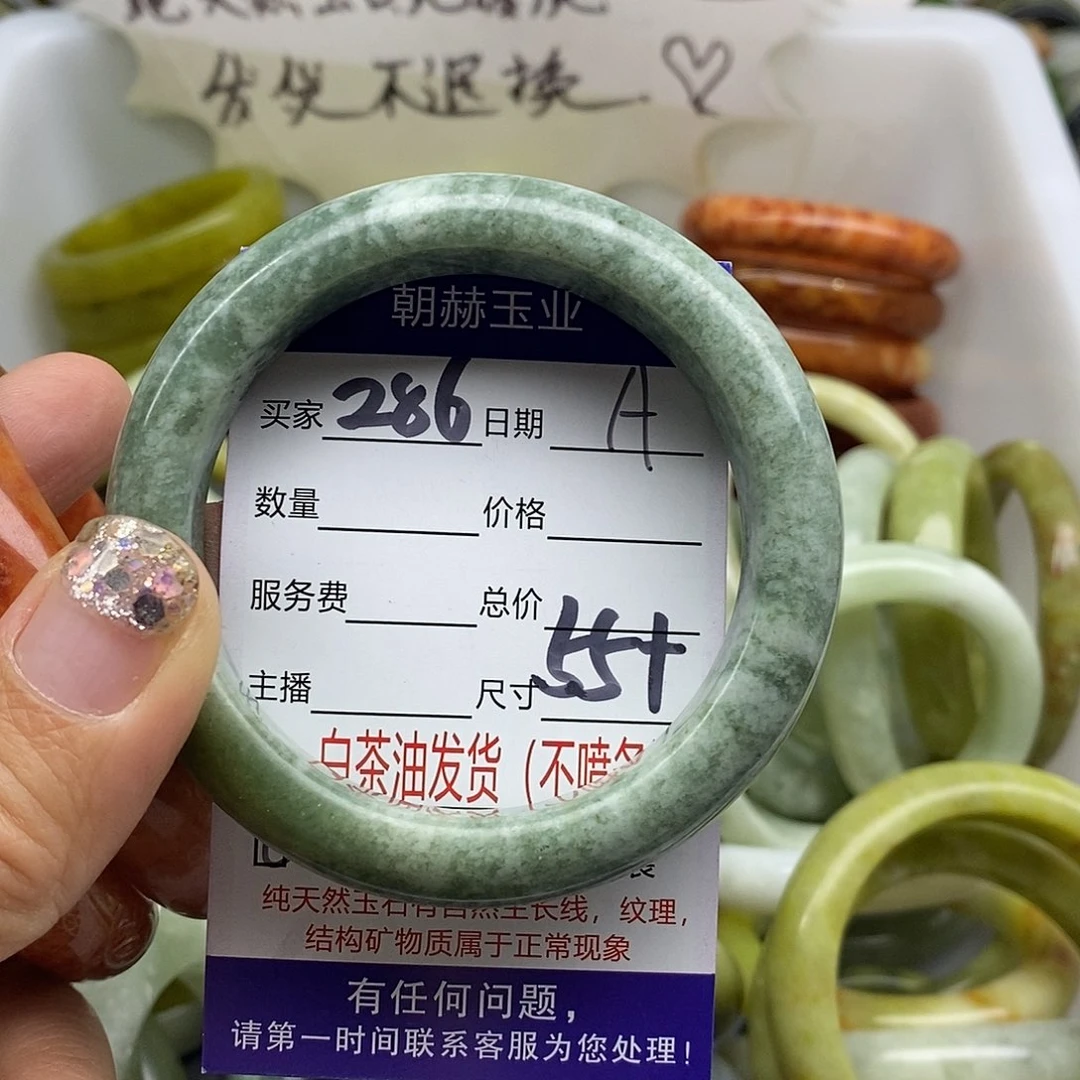 售出不退换
朝赫玉业
买家 286 日期 A
数量 价格
服务费 总价
主播 尺寸 55+
白茶油发货（不喷
纯天然玉石有自然生长线，纹理，
结构矿物质属于正常现象
有任何问题，
请第一时间联系客服为您处理！